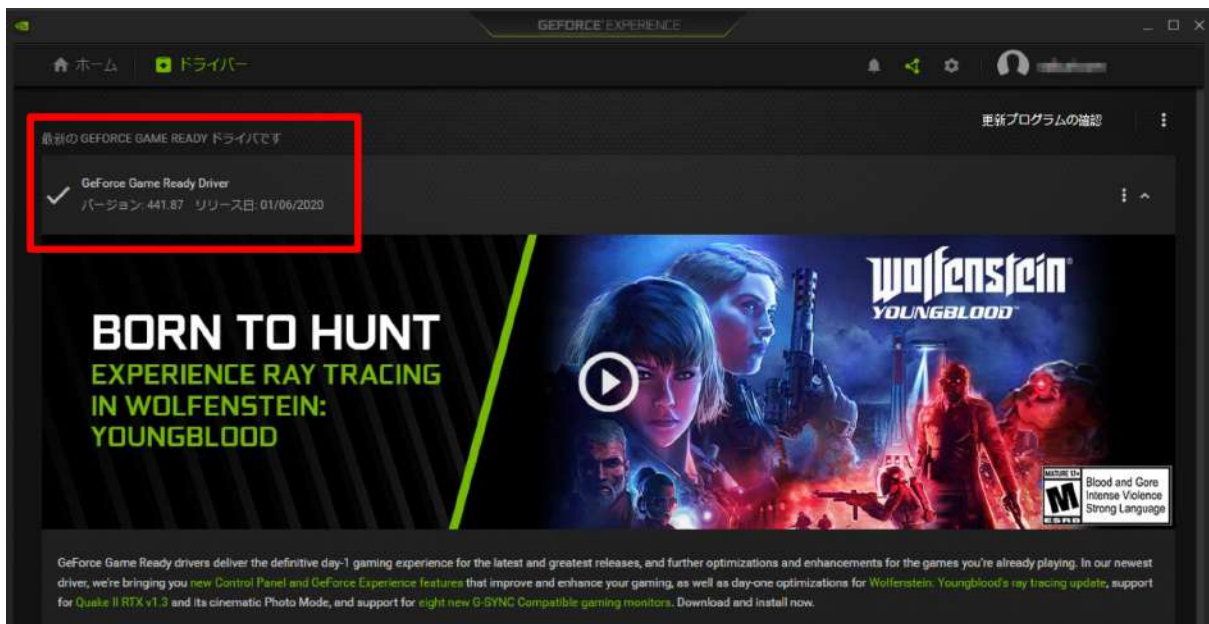 GEFORCE EXPERIENCE
ホーム ドライバー
更新プログラムの確認
最新の GEFORCE GAME READY ドライバです
GeForce Game Ready Driver
バージョン: 441.87 リリース日: 01/06/2020
BORN TO HUNT
EXPERIENCE RAY TRACING
IN WOLFENSTEIN:
YOUNGBLOOD
Wolfenstein
YOUNGBLOOD
MATURE 17+
M
ESRB
Blood and Gore
Intense Violence
Strong Language
GeForce Game Ready drivers deliver the definitive day-1 gaming experience for the latest and greatest releases, and further optimizations and enhancements for the games you're already playing. In our newest
driver, we're bringing you new Control Panel and GeForce Experience features that improve and enhance your gaming, as well as day-one optimizations for Wolfenstein: Youngblood's ray tracing update, support
for Quake II RTX v1.3 and its cinematic Photo Mode, and support for eight new G-SYNC Compatible gaming monitors. Download and install now.